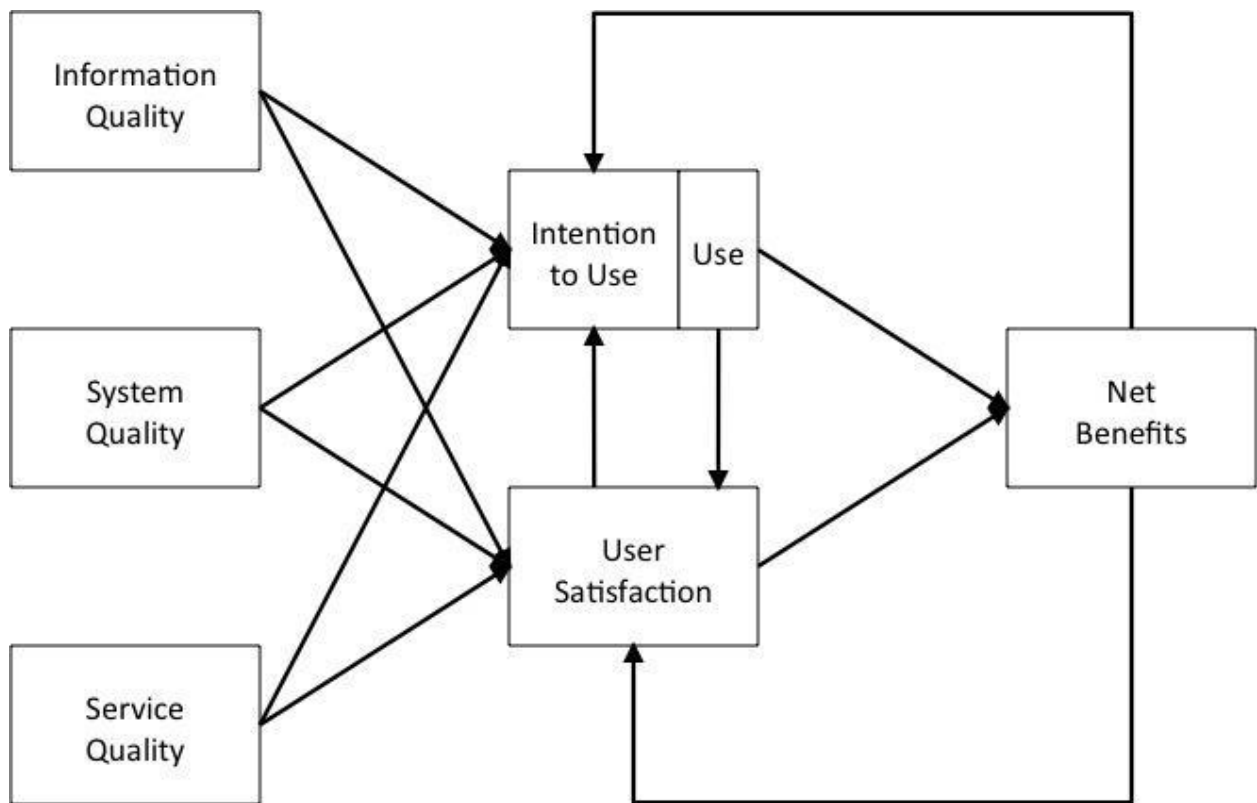 Information
Quality
Intention
to Use
Use
System
Quality
Net
Benefits
User
Satisfaction
Service
Quality